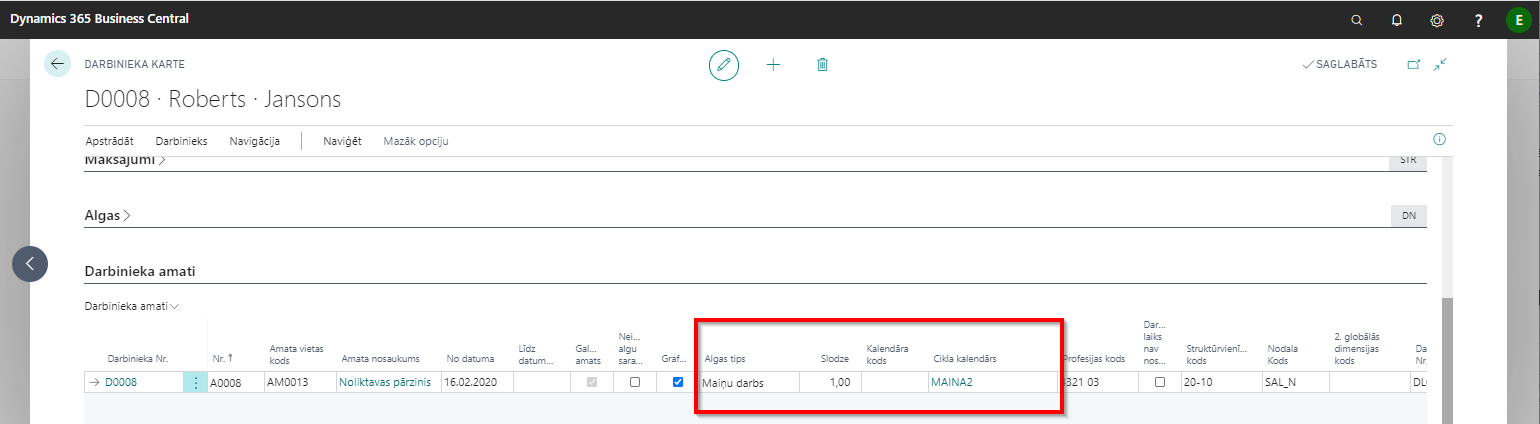 Dynamics 365 Business Central
?
E
DARBINIEKA KARTE
SAGLABĀTS
D0008 · Roberts · Jansons
Apstrādāt Darbinieks Navigācija Naviģēt Mazāk opciju
Maksājumi
STR
Algas
DN
Darbinieka amati
Darbinieka amati
Darbinieka Nr.
Nr. ↑
Amata vietas
kods
Amata nosaukums
No datuma
Līdz
datum...
Gal...
amats
Nei...
algu
sara...
Graf...
Algas tips
Slodze
Kalendāra
kods
Cikla kalendārs
Profesijas kods
Dar...
laiks
nav
nos...
Struktūrvienī...
kods
Nodaļa
Kods
2. globālās
dimensijas
kods
Da
Nr.
D0008 A0008 AM0013 Noliktavas pārzinis 16.02.2020 Maiņu darbs 1,00 MAINA2 4321 03 20-10 SAL_N DL